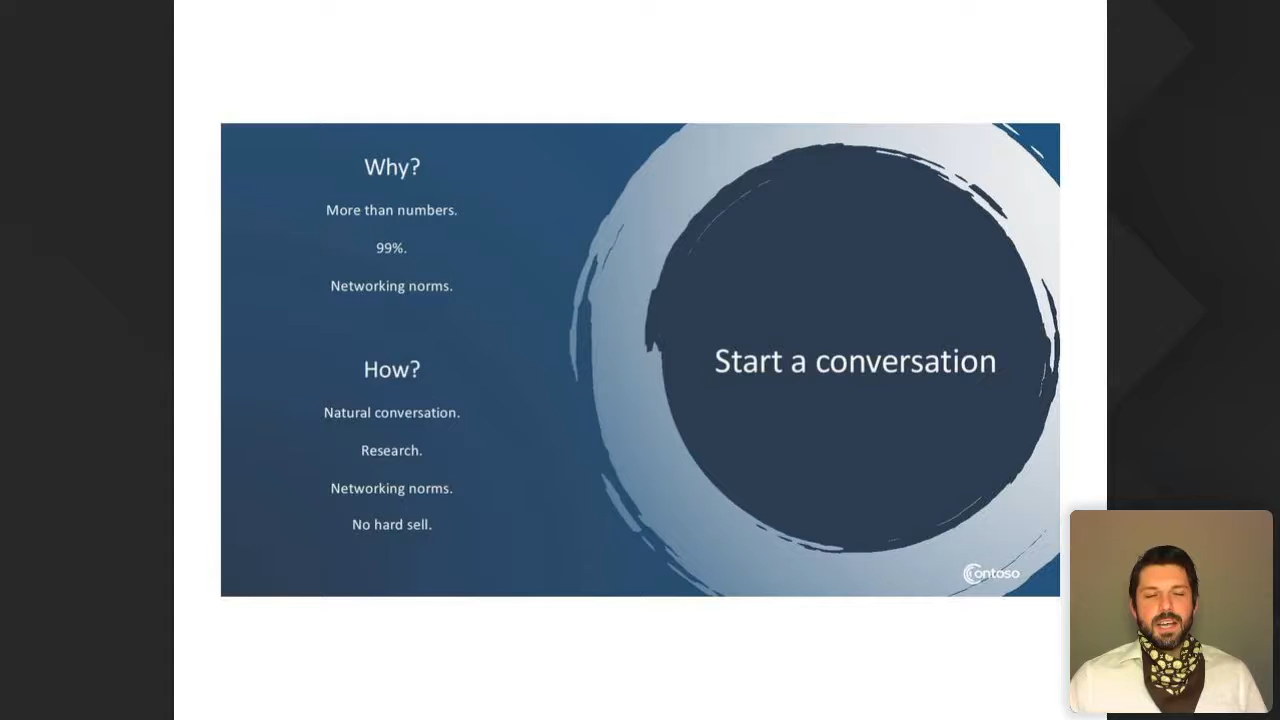 Why?
More than numbers.
99%.
Networking norms.
How?
Natural conversation.
Research.
Networking norms.
No hard sell.
Start a conversation
Contoso